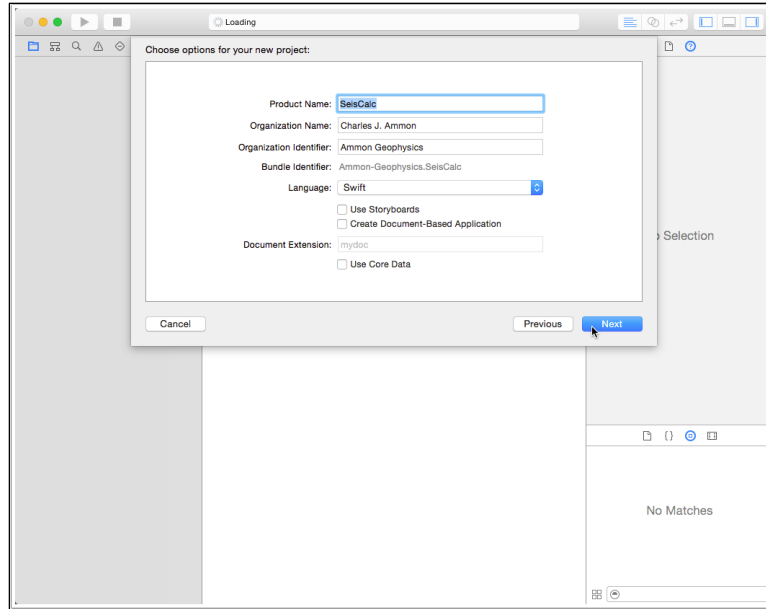 Loading
Choose options for your new project:
Product Name: SeisCalc
Organization Name: Charles J. Ammon
Organization Identifier: Ammon Geophysics
Bundle Identifier: Ammon-Geophysics.SeisCalc
Language: Swift
Use Storyboards
Create Document-Based Application
Document Extension: mydoc
Use Core Data
Selection
Cancel
Previous
Next
No Matches